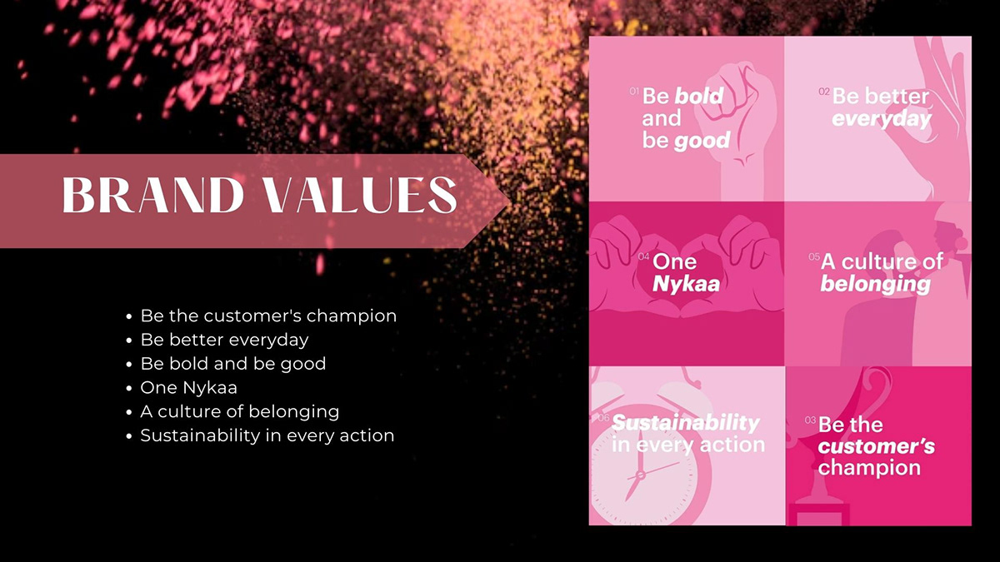 BRAND VALUES
• Be the customer's champion
• Be better everyday
• Be bold and be good
• One Nykaa
• A culture of belonging
• Sustainability in every action
01 Be bold
and
be good
02 Be better
everyday
04 One
Nykaa
05 A culture of
belonging
06 Sustainability
in every action
03 Be the
customer’s
champion